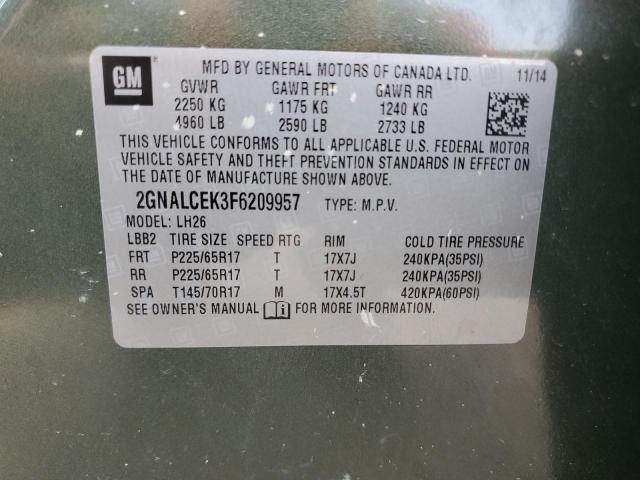 GM
MFD BY GENERAL MOTORS OF CANADA LTD. 11/14
GVWR GAWR FRT GAWR RR
2250 KG 1175 KG 1240 KG
4960 LB 2590 LB 2733 LB
THIS VEHICLE CONFORMS TO ALL APPLICABLE U.S. FEDERAL MOTOR
VEHICLE SAFETY AND THEFT PREVENTION STANDARDS IN EFFECT ON
THE DATE OF MANUFACTURE SHOWN ABOVE.
2GNALCEK3F6209957 TYPE: M.P.V.
MODEL: LH26
LBB2 TIRE SIZE SPEED RTG RIM COLD TIRE PRESSURE
FRT P225/65R17 T 17X7J 240KPA(35PSI)
RR P225/65R17 T 17X7J 240KPA(35PSI)
SPA T145/70R17 M 17X4.5T 420KPA(60PSI)
SEE OWNER'S MANUAL FOR MORE INFORMATION.